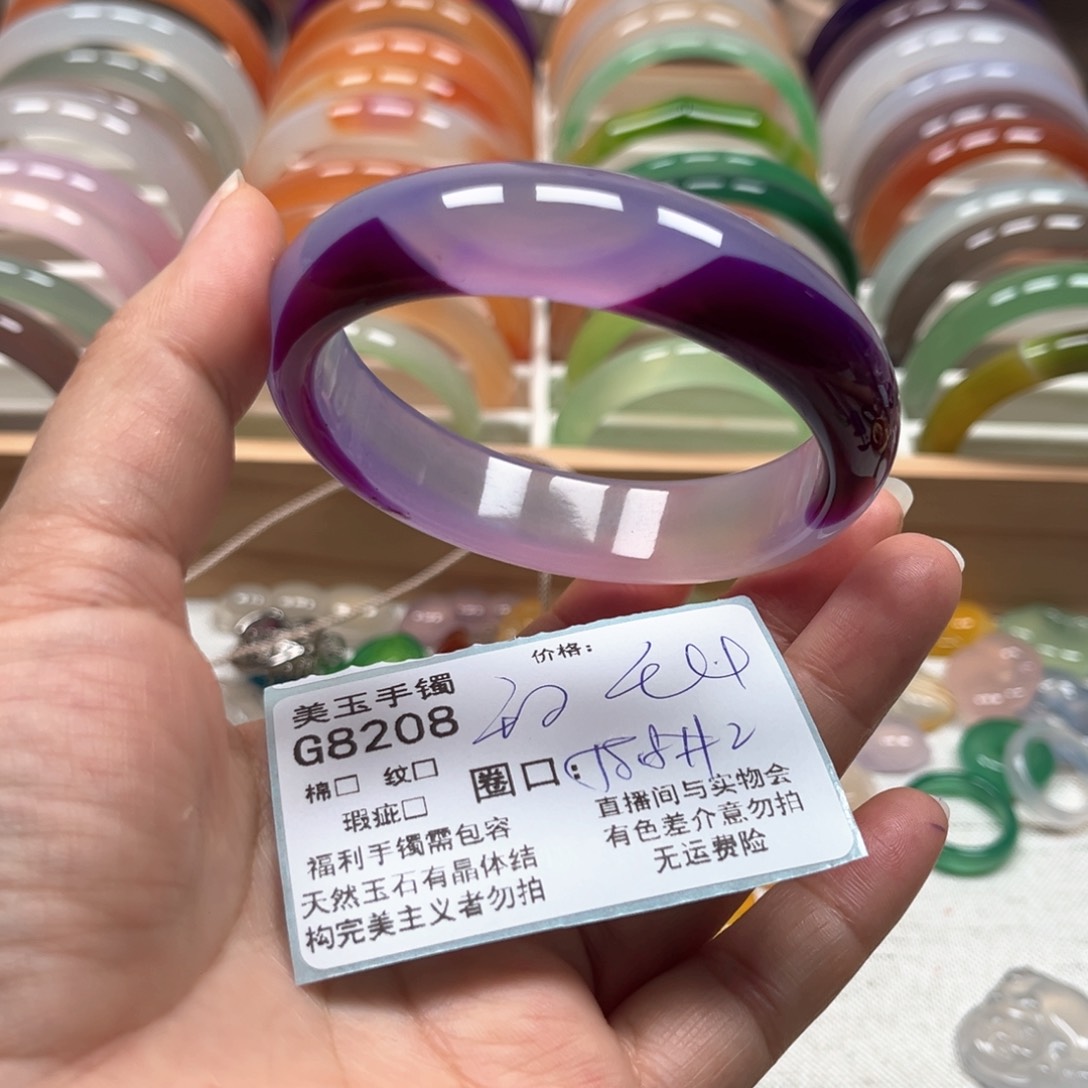 价格:
美玉手镯
G8208
棉□ 纹□
圈口:
瑕疵□
福利手镯需包容
天然玉石有晶体结
构完美主义者勿拍
直播间与实物会
有色差介意勿拍
无运费险